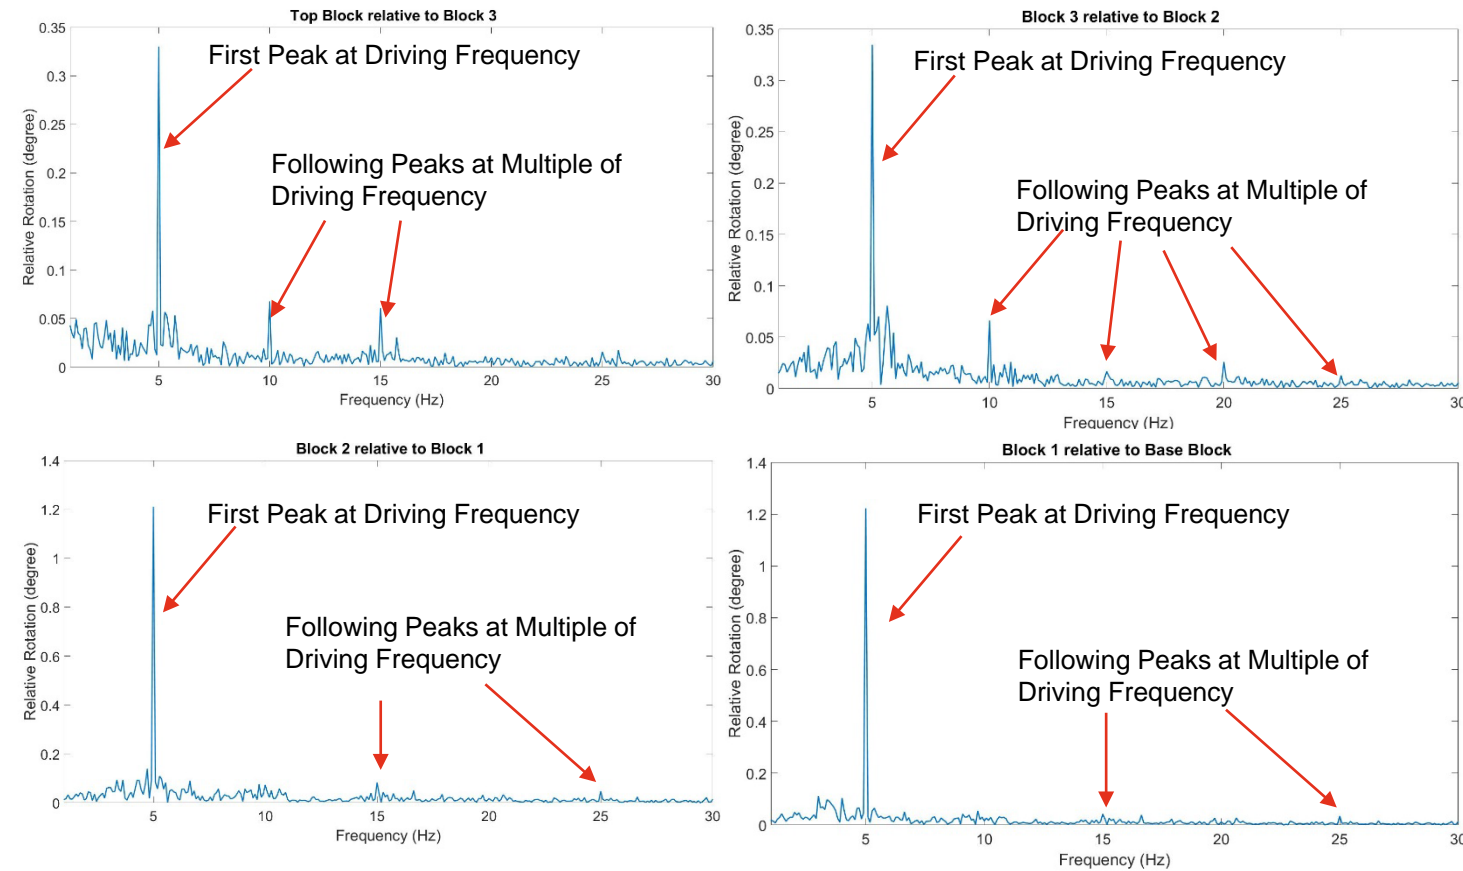 Top Block relative to Block 3
0.35
0.3
0.25
0.2
0.15
0.1
0.05
0
Relative Rotation (degree)
First Peak at Driving Frequency
Following Peaks at Multiple of
Driving Frequency
5 10 15 20 25 30
Frequency (Hz)
Block 3 relative to Block 2
0.35
0.3
0.25
0.2
0.15
0.1
0.05
0
Relative Rotation (degree)
First Peak at Driving Frequency
Following Peaks at Multiple of
Driving Frequency
5 10 15 20 25 30
Frequency (Hz)
Block 2 relative to Block 1
1.4
1.2
1
0.8
0.6
0.4
0.2
0
Relative Rotation (degree)
First Peak at Driving Frequency
Following Peaks at Multiple of
Driving Frequency
5 10 15 20 25 30
Frequency (Hz)
Block 1 relative to Base Block
1.4
1.2
1
0.8
0.6
0.4
0.2
0
Relative Rotation (degree)
First Peak at Driving Frequency
Following Peaks at Multiple of
Driving Frequency
5 10 15 20 25 30
Frequency (Hz)